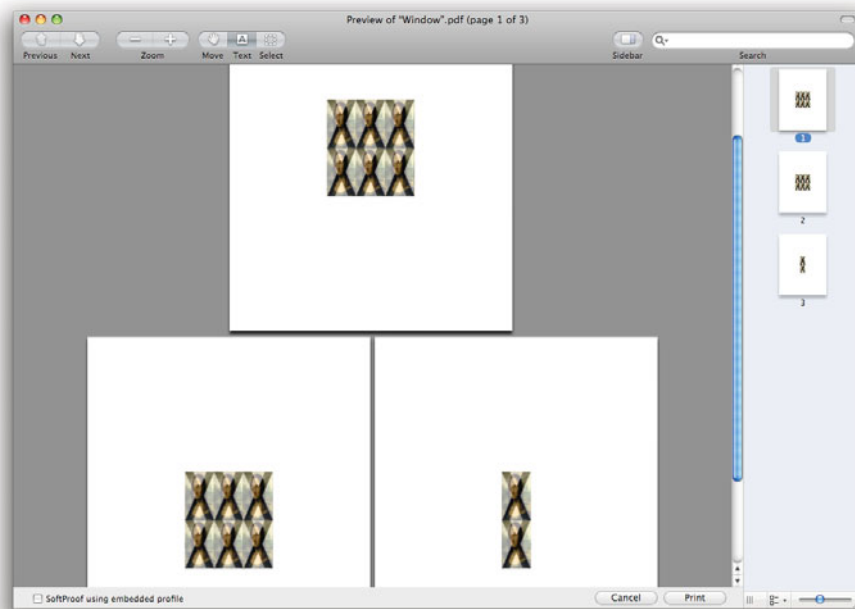 Preview of "Window".pdf (page 1 of 3)
Previous Next Zoom Move Text Select Sidebar Search
A
1
2
3
SoftProof using embedded profile
Cancel Print